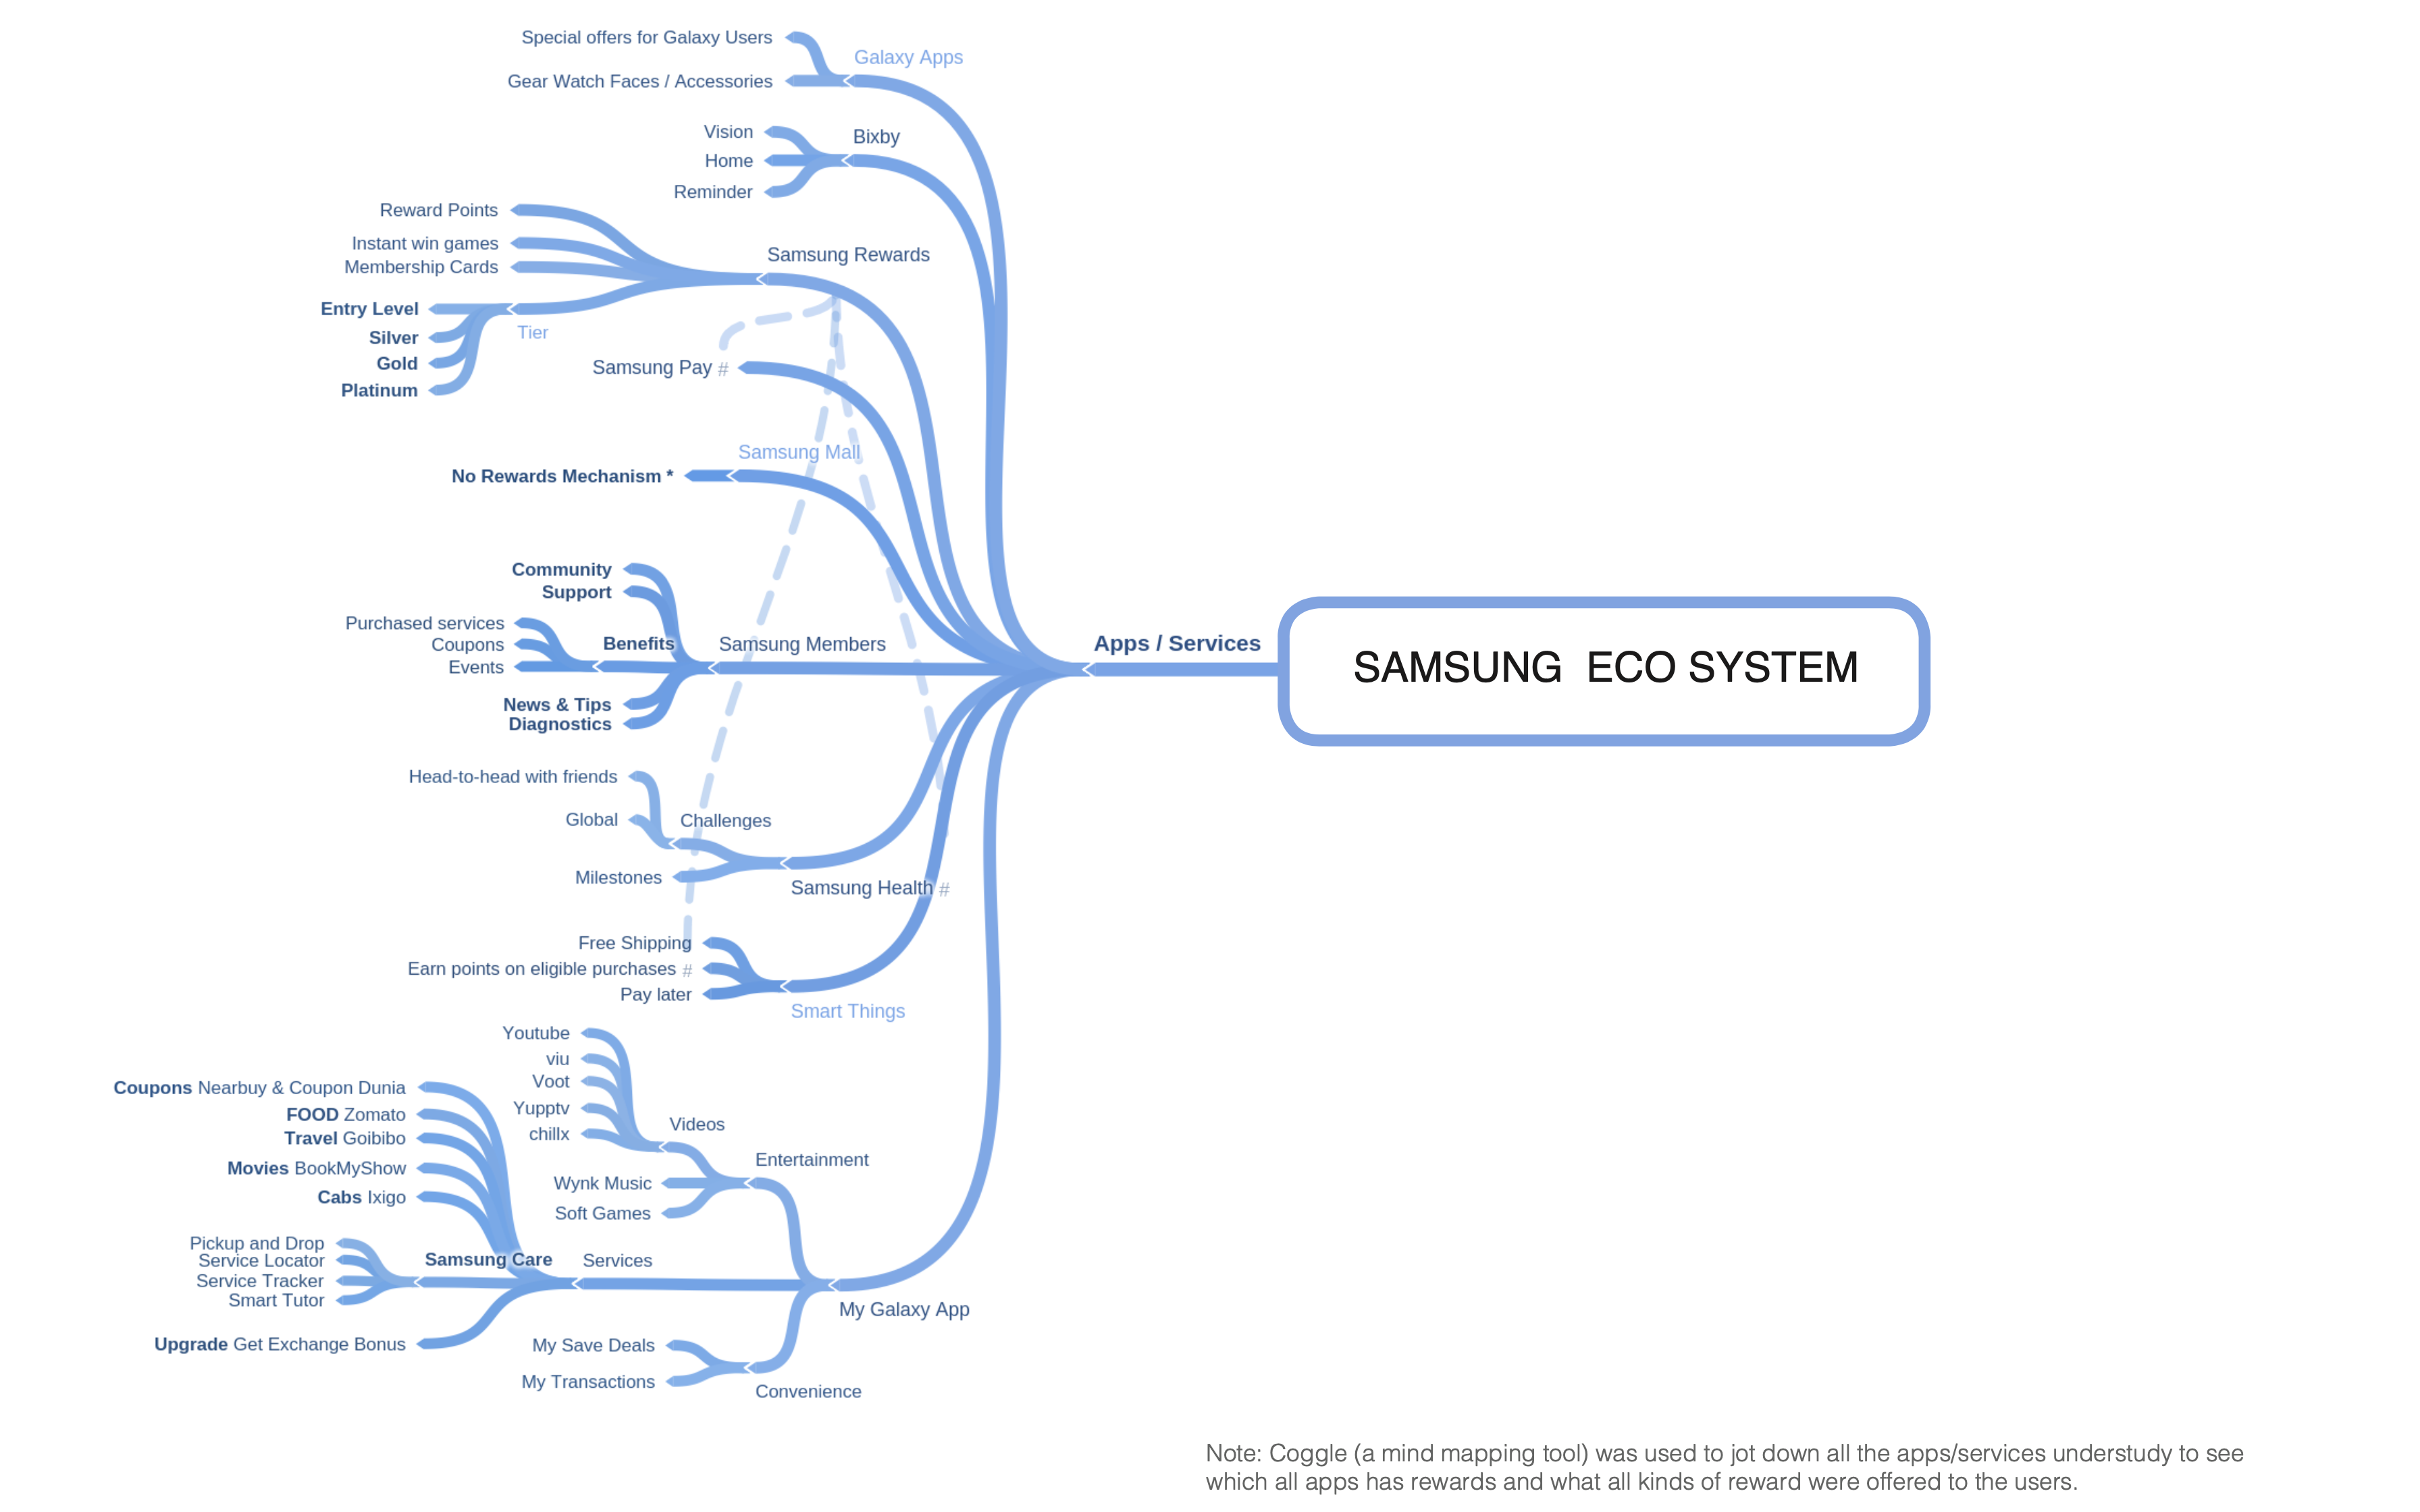 Special offers for Galaxy Users
Galaxy Apps
Gear Watch Faces / Accessories
Vision
Bixby
Home
Reminder
Reward Points
Instant win games
Samsung Rewards
Membership Cards
Entry Level
Tier
Silver
Gold
Platinum
Samsung Pay #
Samsung Mall
No Rewards Mechanism *
Community
Support
Purchased services
Coupons
Events
Benefits
Samsung Members
News & Tips
Diagnostics
Apps / Services
SAMSUNG ECO SYSTEM
Head-to-head with friends
Global
Challenges
Milestones
Samsung Health #
Free Shipping
Earn points on eligible purchases #
Pay later
Smart Things
Youtube
viu
Voot
Yupptv
chillx
Videos
Entertainment
Wynk Music
Soft Games
Coupons Nearbuy & Coupon Dunia
FOOD Zomato
Travel Goibibo
Movies BookMyShow
Cabs Ixigo
Pickup and Drop
Service Locator
Service Tracker
Smart Tutor
Samsung Care
Services
My Galaxy App
Upgrade Get Exchange Bonus
My Save Deals
My Transactions
Convenience
Note: Coggle (a mind mapping tool) was used to jot down all the apps/services understudy to see
which all apps has rewards and what all kinds of reward were offered to the users.